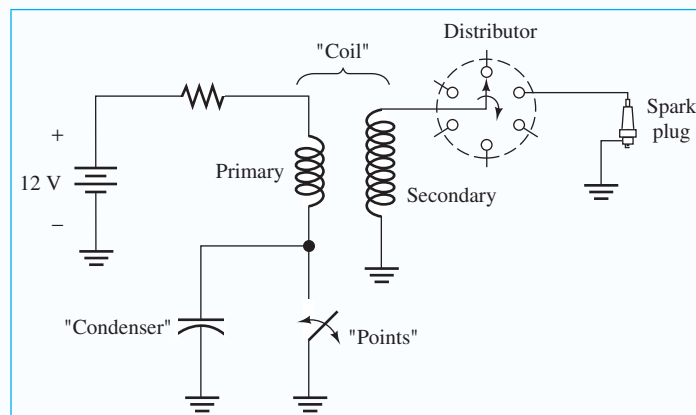 Distributor
"Coil"
Spark
plug
+
12 V
−
Primary
Secondary
"Condenser"
"Points"